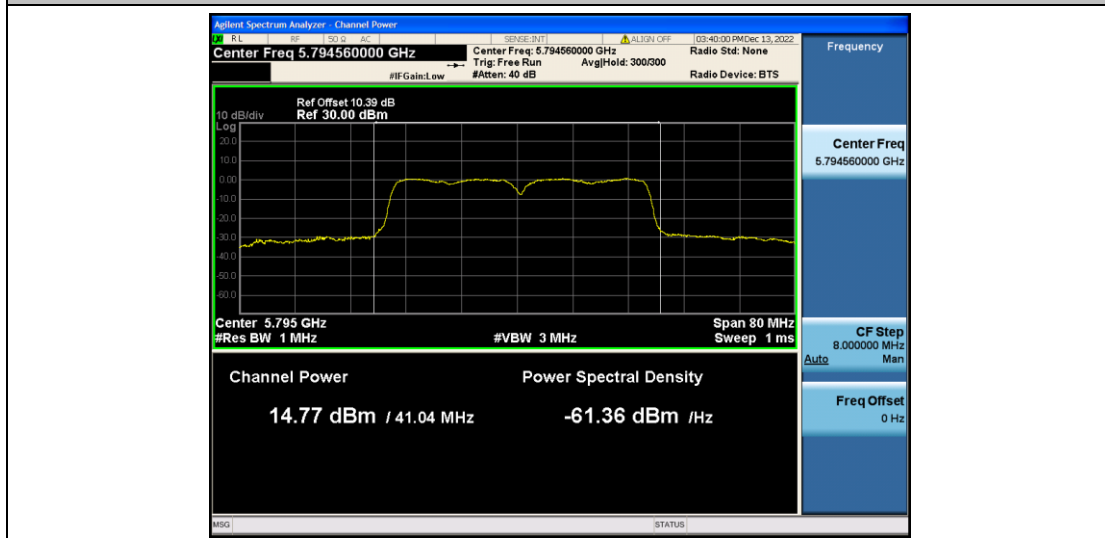 Agilent Spectrum Analyzer - Channel Power
RL RF 50 Ω AC SENSE:INT ALIGN OFF 03:40:00 PM Dec 13, 2022
Center Freq 5.794560000 GHz
Center Freq: 5.794560000 GHz
Radio Std: None
Trig: Free Run Avg|Hold: 300/300
#IFGain:Low #Atten: 40 dB Radio Device: BTS
Ref Offset 10.39 dB
10 dB/div Ref 30.00 dBm
Log
20.0
10.0
0.00
-10.0
-20.0
-30.0
-40.0
-50.0
-60.0
Center 5.795 GHz Span 80 MHz
#Res BW 1 MHz #VBW 3 MHz Sweep 1 ms
Channel Power Power Spectral Density
14.77 dBm / 41.04 MHz -61.36 dBm /Hz
MSG STATUS
Frequency
Center Freq
5.794560000 GHz
CF Step
8.000000 MHz
Auto Man
Freq Offset
0 Hz